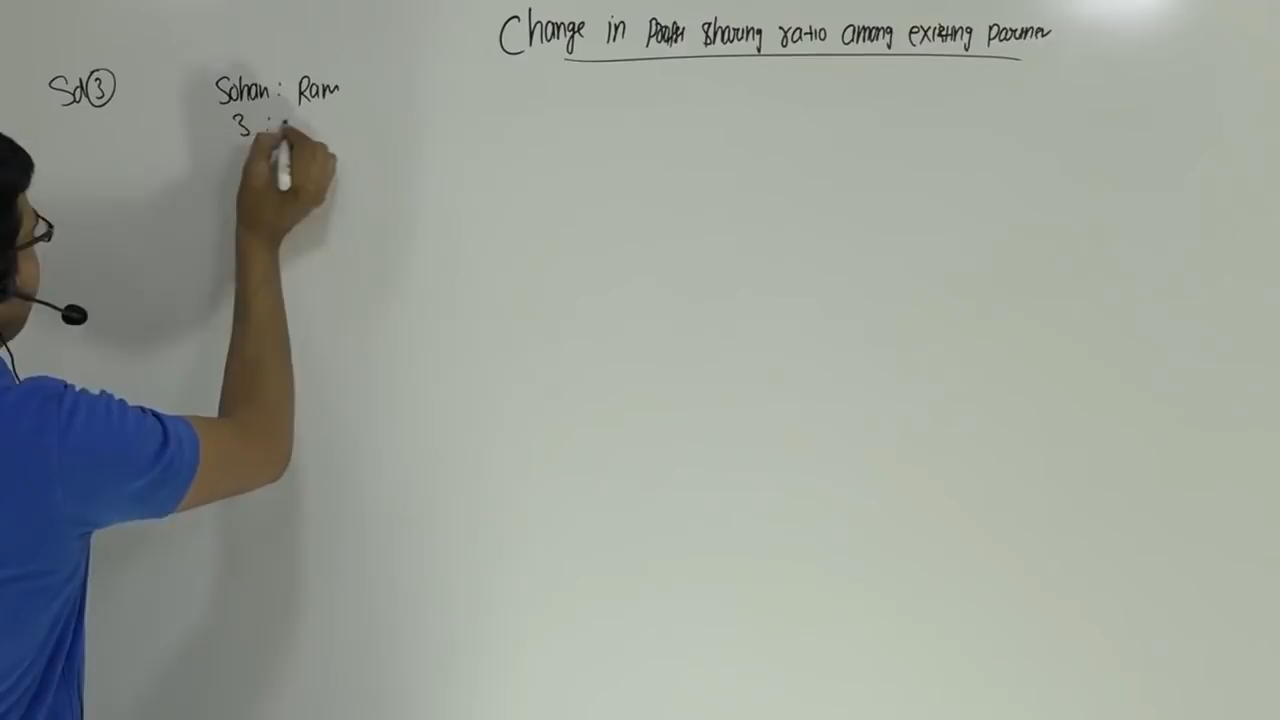 Change in Profit sharing ratio among existing partner
Sol ③
Sohan : Ram
3 :